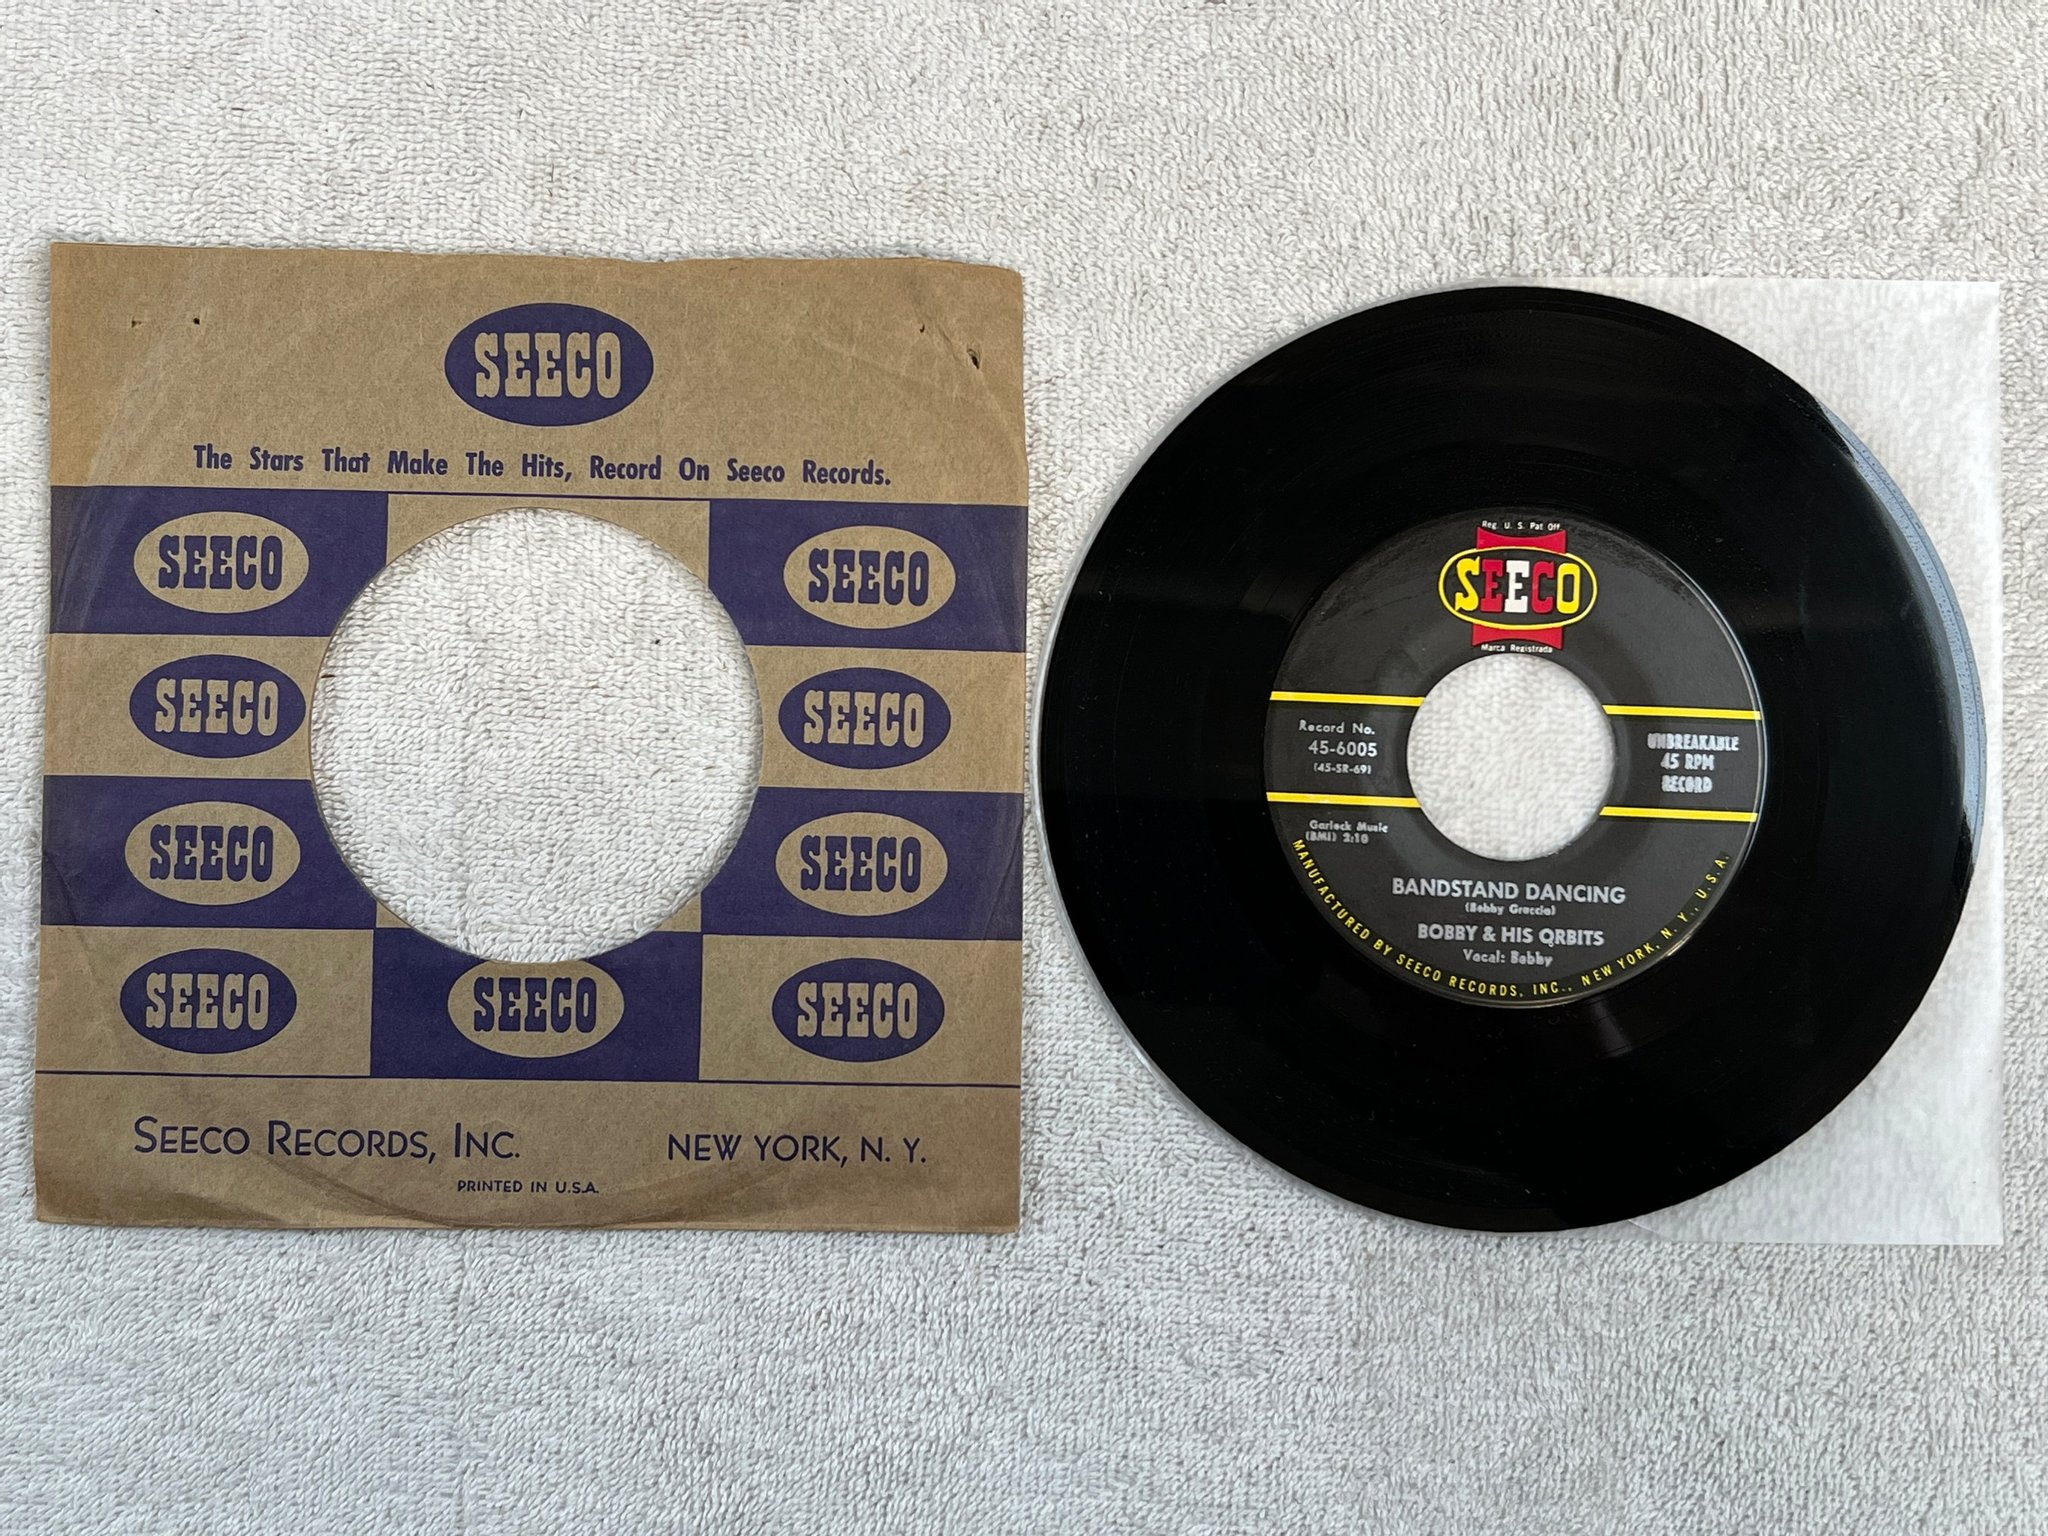 SEECO
The Stars That Make The Hits, Record On Seeco Records.
SEECO
SEECO
SEECO
SEECO
SEECO
SEECO
SEECO
SEECO
SEECO
SEECO RECORDS, INC.
NEW YORK, N. Y.
PRINTED IN U.S.A.
Reg. U. S. Pat Off
SEECO
Marca Registrada
Record No.
45-6005
(45-SR-69)
UNBREAKABLE
45 RPM
RECORD
Garlock Music
(BMI) 2:10
BANDSTAND DANCING
(Bobby Graccia)
BOBBY & HIS ORBITS
Vocal: Bobby
MANUFACTURED BY SEECO RECORDS, INC., NEW YORK, N. Y., U.S.A.